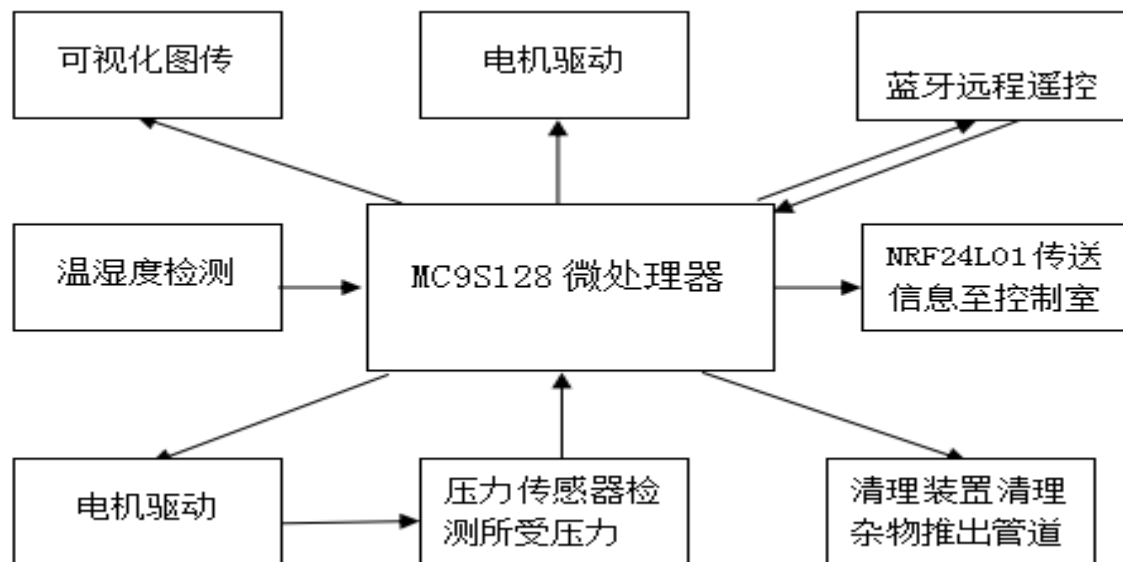 可视化图传
电机驱动
蓝牙远程遥控
温湿度检测
MC9S128 微处理器
NRF24L01 传送
信息至控制室
电机驱动
压力传感器检
测所受压力
清理装置清理
杂物推出管道